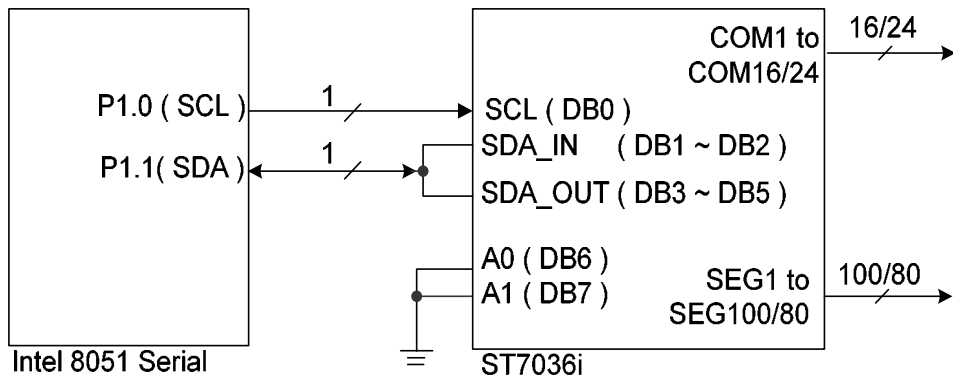 P1.0 ( SCL )
P1.1( SDA )
Intel 8051 Serial
1
1
SCL ( DB0 )
SDA_IN ( DB1 ~ DB2 )
SDA_OUT ( DB3 ~ DB5 )
A0 ( DB6 )
A1 ( DB7 )
COM1 to
COM16/24
SEG1 to
SEG100/80
ST7036i
16/24
100/80